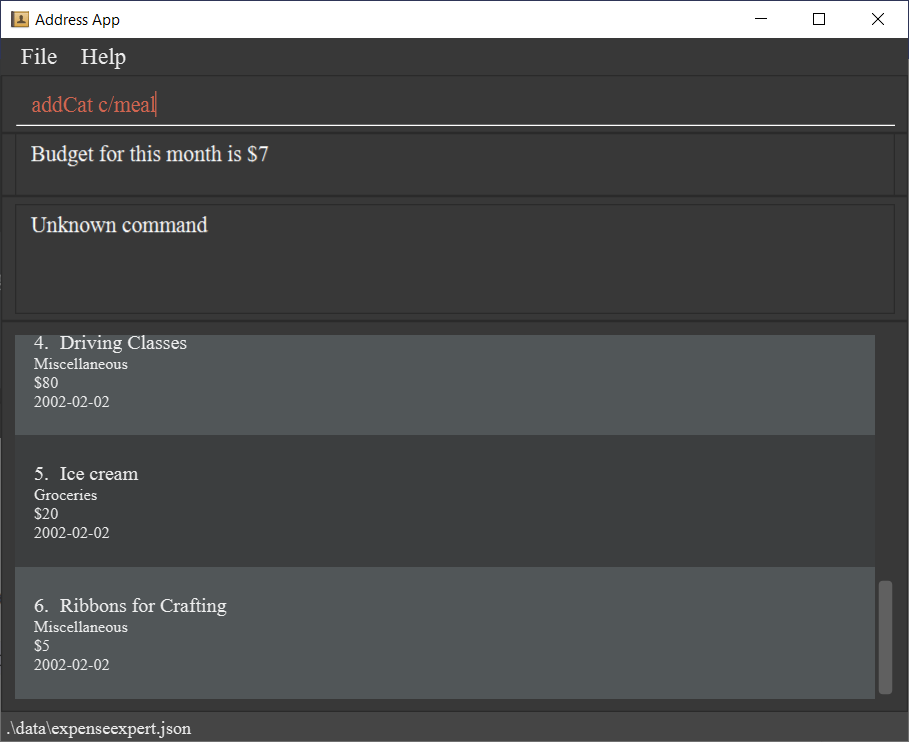 Address App
File Help
addCat c/meal
Budget for this month is $7
Unknown command
4. Driving Classes
Miscellaneous
$80
2002-02-02
5. Ice cream
Groceries
$20
2002-02-02
6. Ribbons for Crafting
Miscellaneous
$5
2002-02-02
.\data\expenseexpert.json